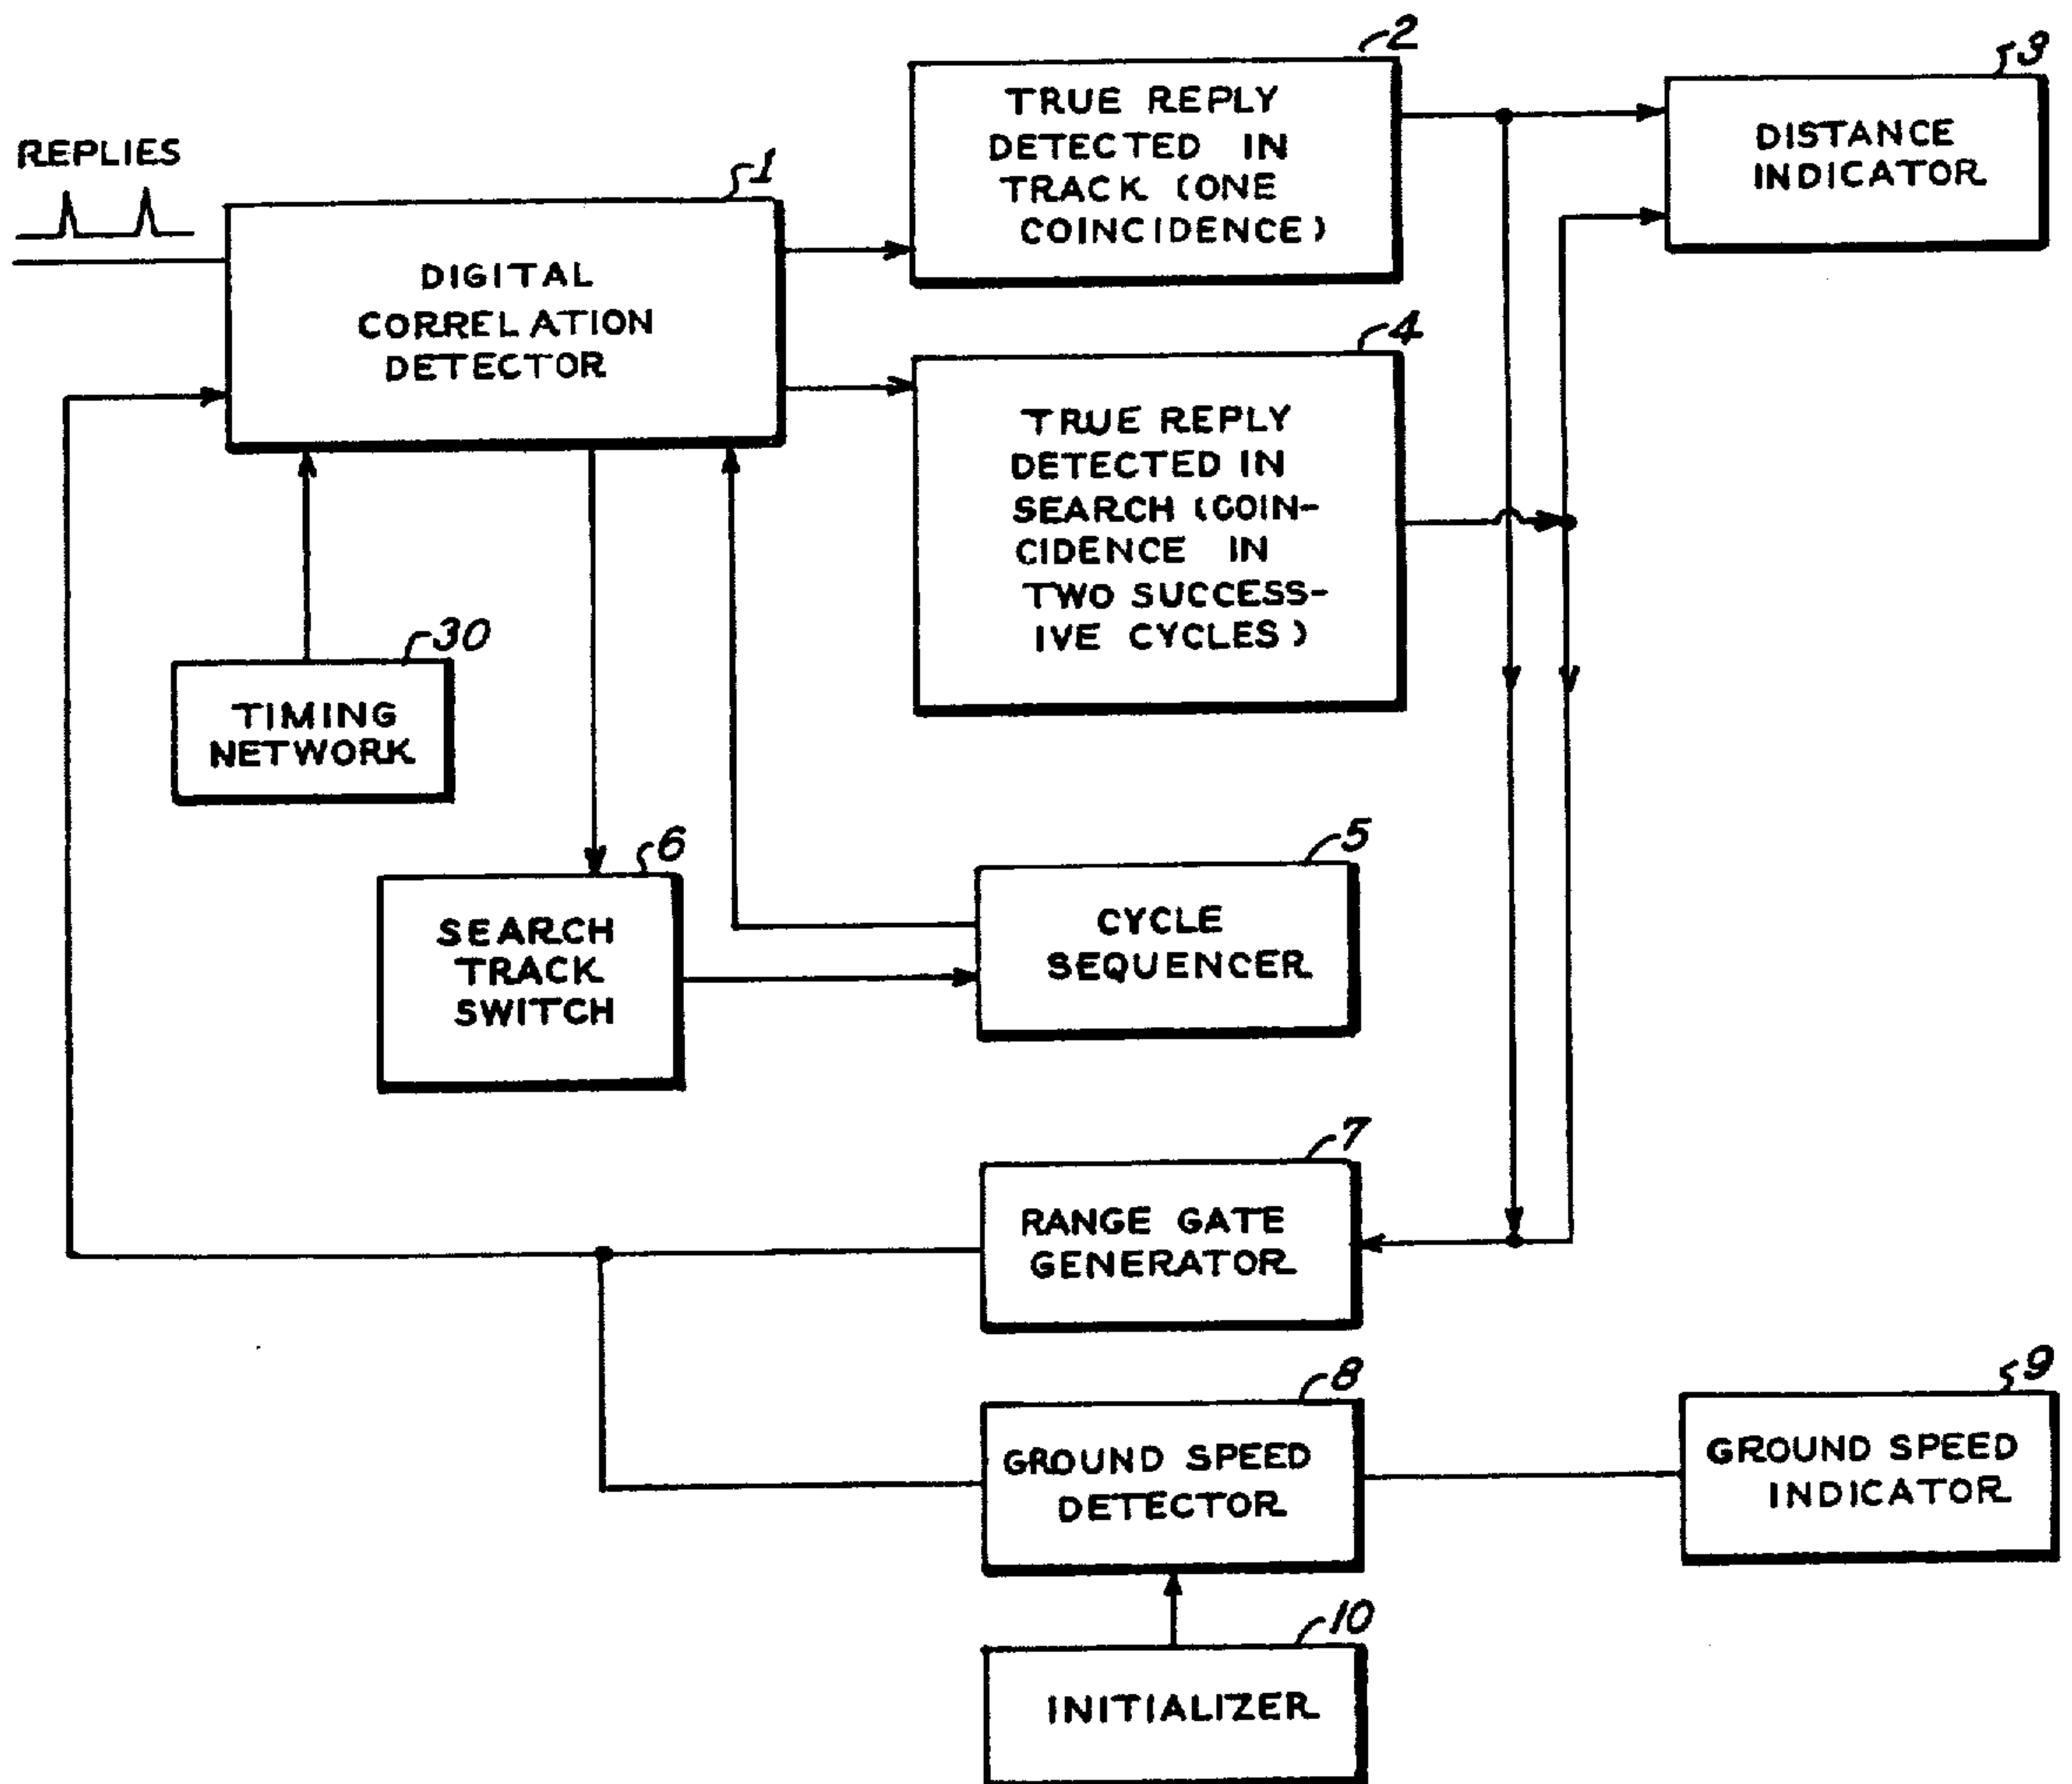 2
TRUE REPLY
DETECTED IN
TRACK (ONE
COINCIDENCE)
3
DISTANCE
INDICATOR
REPLIES
1
DIGITAL
CORRELATION
DETECTOR
4
TRUE REPLY
DETECTED IN
SEARCH (COIN-
CIDENCE IN
TWO SUCCESS-
IVE CYCLES)
30
TIMING
NETWORK
6
SEARCH
TRACK
SWITCH
5
CYCLE
SEQUENCER
7
RANGE GATE
GENERATOR
8
GROUND SPEED
DETECTOR
9
GROUND SPEED
INDICATOR
10
INITIALIZER